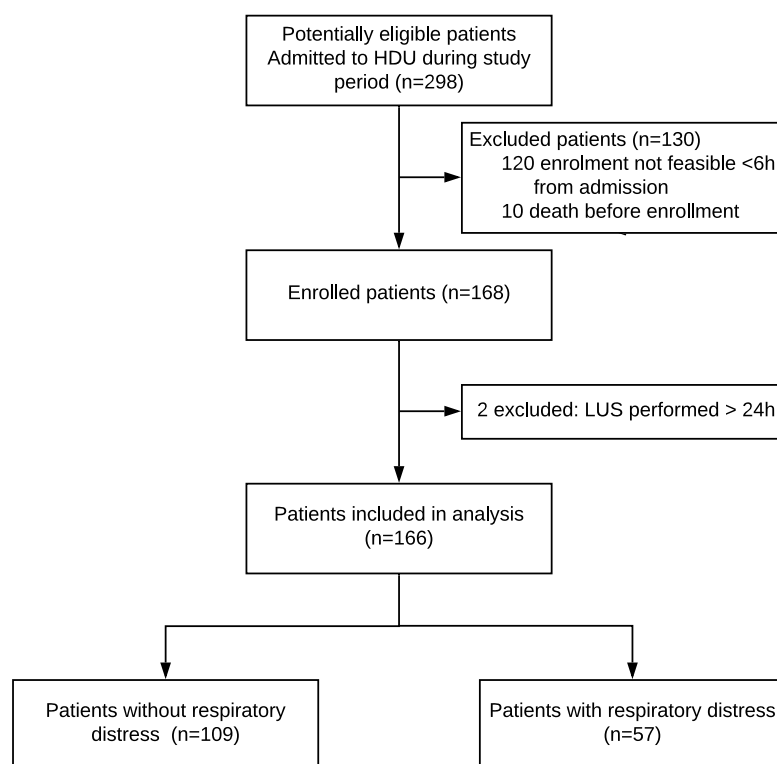 Potentially eligible patients
Admitted to HDU during study
period (n=298)
Excluded patients (n=130)
120 enrolment not feasible <6h
from admission
10 death before enrollment
Enrolled patients (n=168)
2 excluded: LUS performed > 24h
Patients included in analysis
(n=166)
Patients without respiratory
distress (n=109)
Patients with respiratory distress
(n=57)